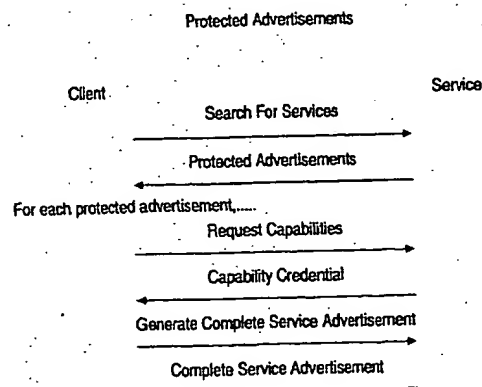 Protected Advertisements
Client
Service
Search For Services
Protected Advertisements
For each protected advertisement,.....
Request Capabilities
Capability Credential
Generate Complete Service Advertisement
Complete Service Advertisement